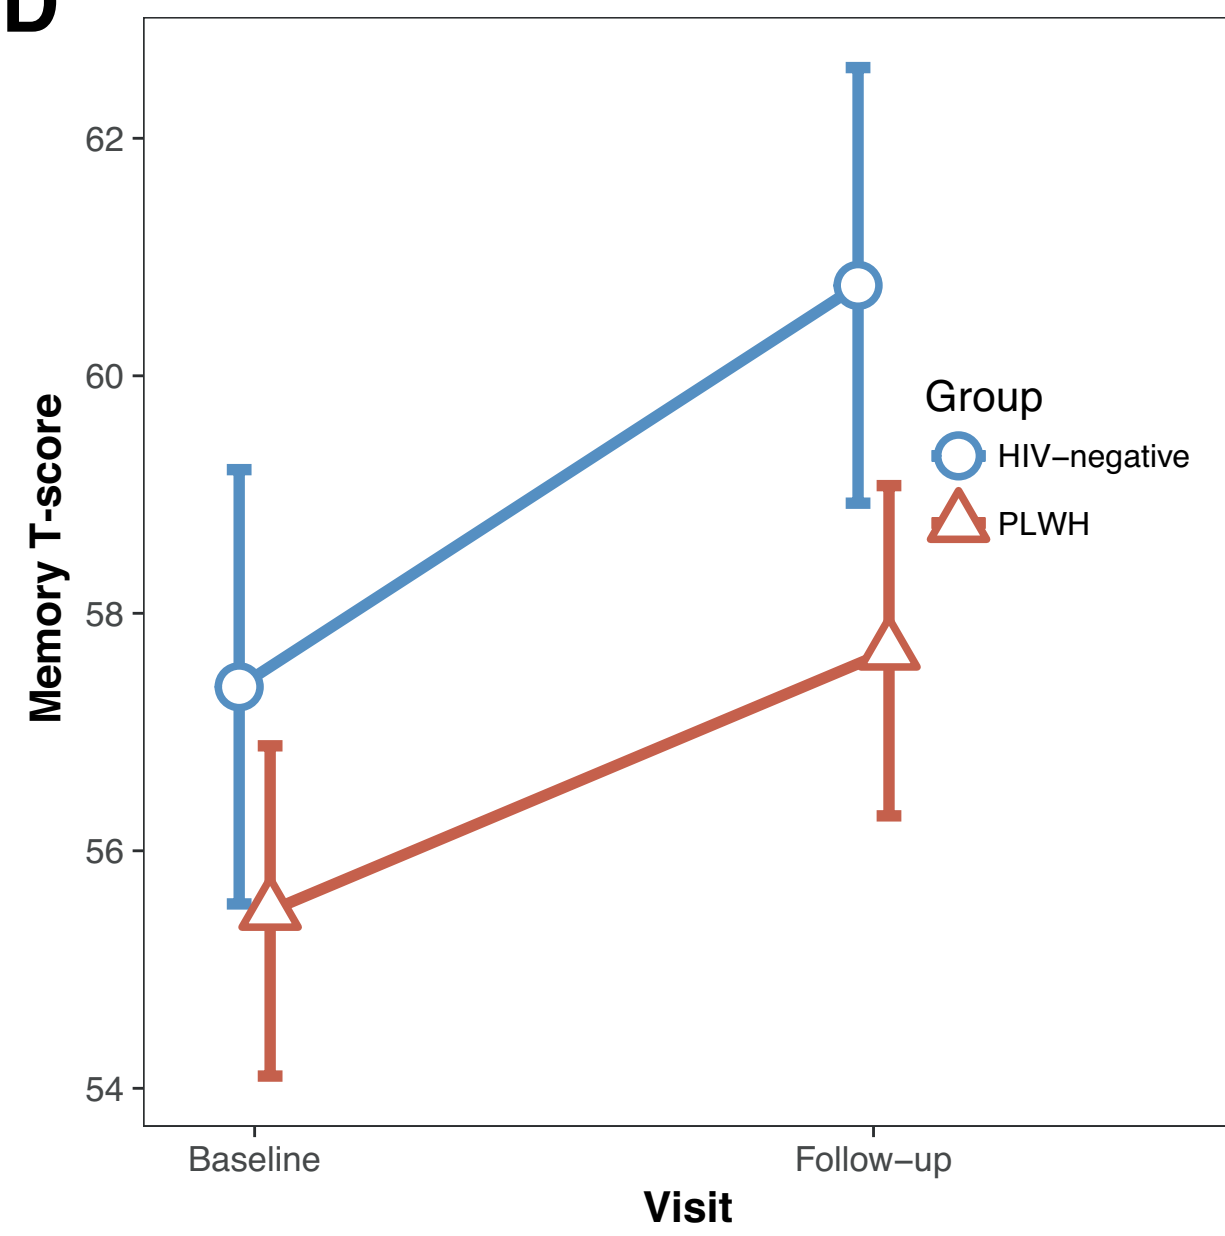 D
62
60
58
56
54
Memory T-score
Group
HIV−negative
PLWH
Baseline
Follow−up
Visit